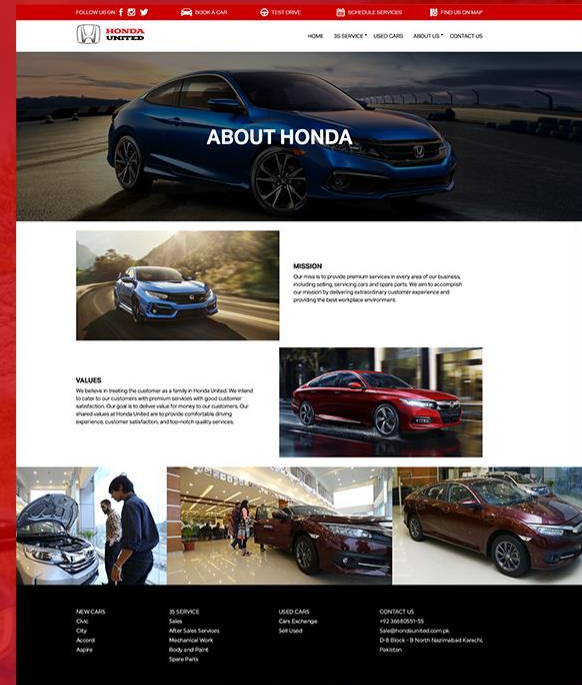 FOLLOW US ON
BOOK A CAR
TEST DRIVE
SCHEDULE SERVICES
FIND US ON MAP
HONDA
UNITED
HOME
3S SERVICE
USED CARS
ABOUT US
CONTACT US
ABOUT HONDA
MISSION
Our miss is to provide premium services in every area of our business,
including selling, servicing cars and spare parts. We aim to accomplish
our mission by delivering extraordinary customer experience and
providing the best workplace environment.
VALUES
We believe in treating the customer as a family in Honda United. We intend
to cater to our customers with premium services with good customer
satisfaction. Our goal is to deliver value for money to our customers. Our
shared values at Honda United are to provide comfortable driving
experience, customer satisfaction, and top-notch quality services.
NEW CARS
Civic
City
Accord
Aspire
3S SERVICE
Sales
After Sales Services
Mechanical Work
Body and Paint
Spare Parts
USED CARS
Cars Exchange
Sell Used
CONTACT US
+92 36680551-55
Sale@hondaunited.com.pk
D-8 Block - B North Nazimabad Karachi,
Pakistan